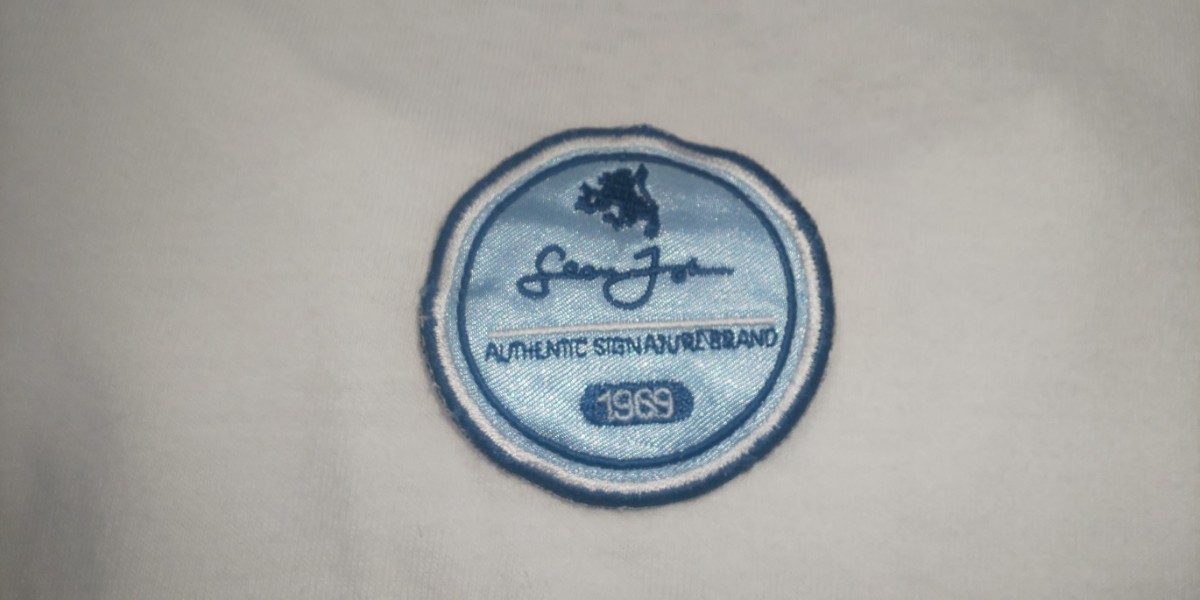 AUTHENTIC SIGNATURE BRAND
1969